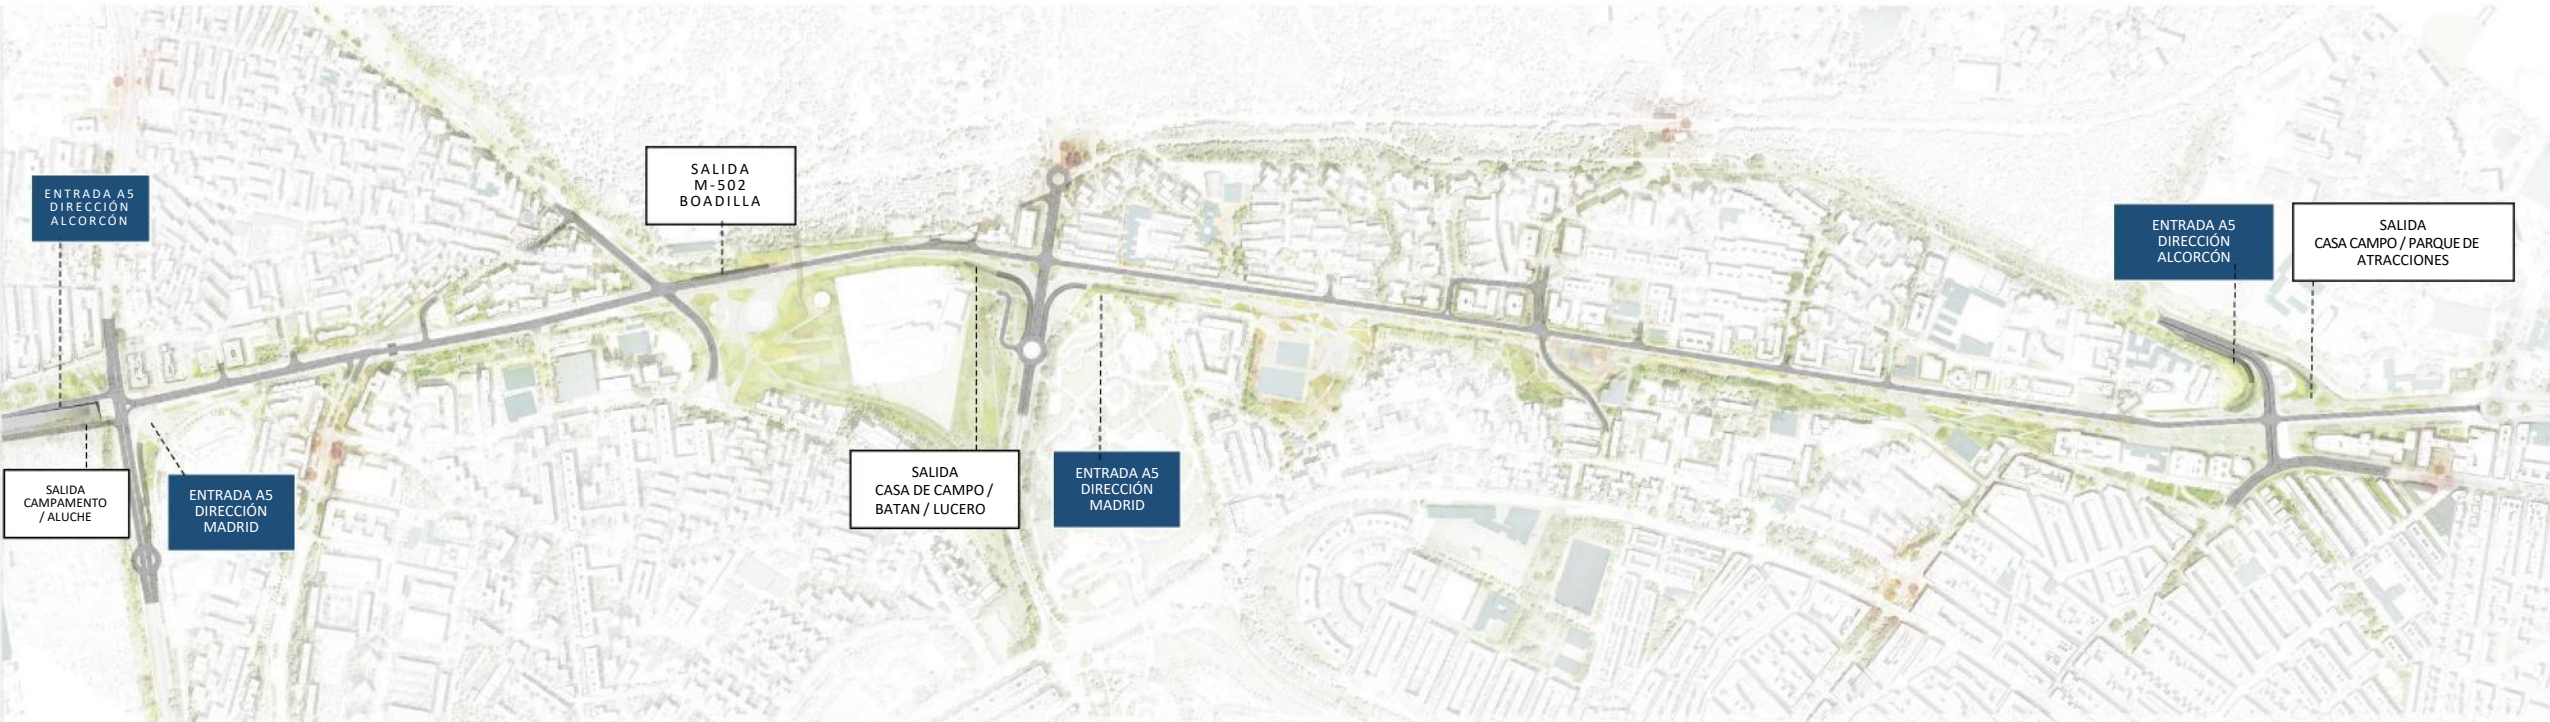 ENTRADA A5
DIRECCIÓN
ALCORCÓN
SALIDA
M-502
BOADILLA
ENTRADA A5
DIRECCIÓN
ALCORCÓN
SALIDA
CASA CAMPO / PARQUE DE
ATRACCIONES
SALIDA
CAMPAMENTO
/ ALUCHE
ENTRADA A5
DIRECCIÓN
MADRID
SALIDA
CASA DE CAMPO /
BATAN / LUCERO
ENTRADA A5
DIRECCIÓN
MADRID